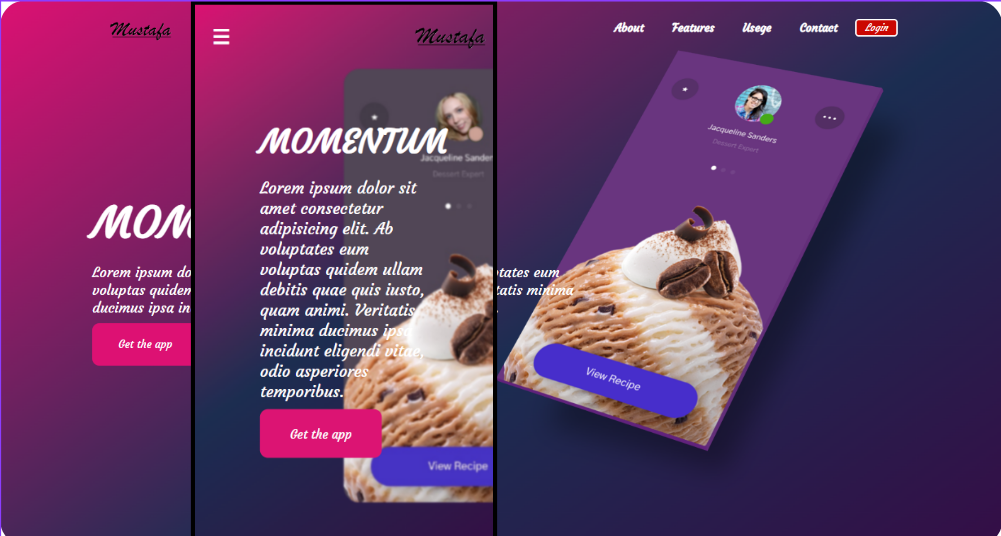 Mustafa
MOM
Lorem ipsum do
voluptas quidem
ducimus ipsa in
Get the app
Mustafa
MOMENTUM
Lorem ipsum dolor sit
amet consectetur
adipisicing elit. Ab
voluptates eum
voluptas quidem ullam
debitis quae quis iusto,
quam animi. Veritatis
minima ducimus ipsa
incidunt eligendi vitae,
odio asperiores
temporibus.
Get the app
Jacqueline Sanders
Dessert Expert
View Recipe
About Features Usege Contact Login
Jacqueline Sanders
Dessert Expert
ptates eum
tatis minima
View Recipe